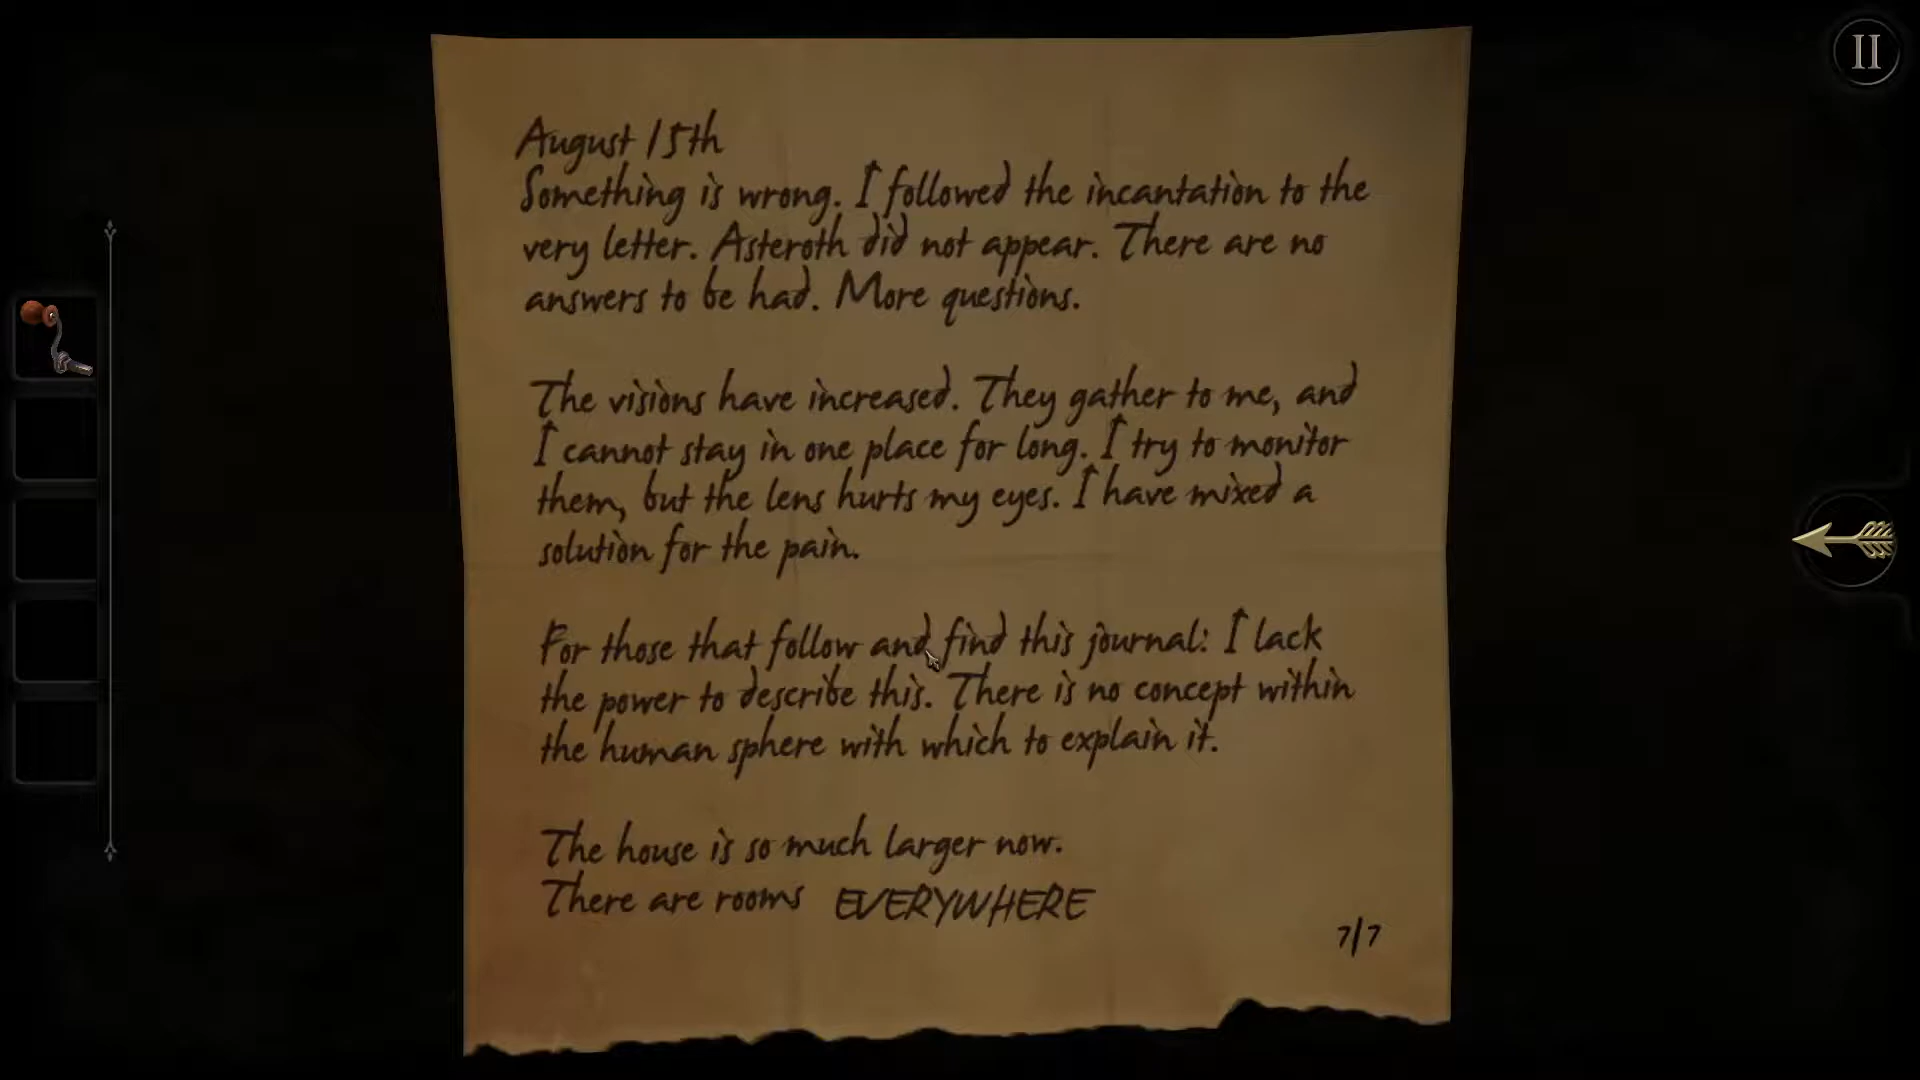 August 15th
Something is wrong. I followed the incantation to the
very letter. Asteroth did not appear. There are no
answers to be had. More questions.
The visions have increased. They gather to me, and
I cannot stay in one place for long. I try to monitor
them, but the lens hurts my eyes. I have mixed a
solution for the pain.
For those that follow and find this journal: I lack
the power to describe this. There is no concept within
the human sphere with which to explain it.
The house is so much larger now.
There are rooms EVERYWHERE
7/7